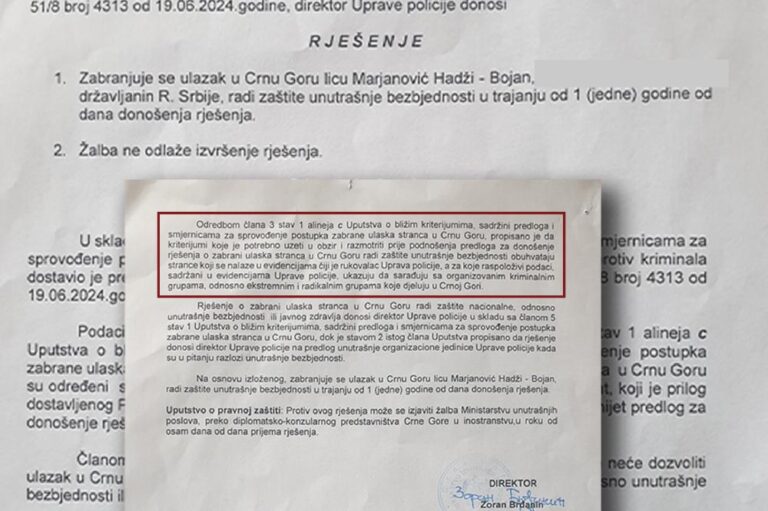 51/8 broj 4313 od 19.06.2024.godine, direktor Uprave policije donosi
RJEŠENJE
1. Zabranjuje se ulazak u Crnu Goru licu Marjanović Hadži - Bojan,
državljanin R. Srbije, radi zaštite unutrašnje bezbjednosti u trajanju od 1 (jedne) godine od
dana donošenja rješenja.
2. Žalba ne odlaže izvršenje rješenja.
U skla
mjernicama za
sprovođenje p
rotiv kriminala
dostavio je pre
broj 4313 od
19.06.2024.go
Podaci
tav 1 alineja c
Uputstva o bl
enje postupka
zabrane ulask
a u Crnu Goru
su određeni s
t, koji je prilog
dostavljenog P
nijet predlog za
donošenje rješ
Članom
neće dozvoliti
ulazak u Crnu
sno unutrašnje
bezbjednosti il
Odredbom člana 3 stav 1 alineja c Uputstva o bližim kriterijumima, sadržini predloga i
smjernicama za sprovođenje postupka zabrane ulaska stranca u Crnu Goru, propisano je da
kriterijumi koje je potrebno uzeti u obzir i razmotriti prije podnošenja predloga za donošenje
rješenja o zabrani ulaska stranca u Crnu Goru radi zaštite unutrašnje bezbjednosti obuhvataju
strance koji se nalaze u evidencijama čiji je rukovalac Uprava policije, a za koje raspoloživi podaci,
sadržani u evidencijama Uprave policije, ukazuju da sarađuju sa organizovanim kriminalnim
grupama, odnosno ekstremnim i radikalnim grupama koje djeluju u Crnoj Gori.
Rješenje o zabrani ulaska stranca u Crnu Goru radi zaštite nacionalne, odnosno
unutrašnje bezbjednosti ili javnog zdravlja donosi direktor Uprave policije u skladu sa članom 5
stav 1 Uputstva o bližim kriterijumima, sadržini predloga i smjernicama za sprovođenje postupka
zabrane ulaska stranca u Crnu Goru, dok je stavom 2 istog člana Uputstva propisano da rješenje
donosi direktor Uprave policije na predlog unutrašnje organizacione jedinice Uprave policije kada
su u pitanju razlozi unutrašnje bezbjednosti.
Na osnovu izloženog, zabranjuje se ulazak u Crnu Goru licu Marjanović Hadži - Bojan,
radi zaštite unutrašnje bezbjednosti u trajanju od 1 (jedne) godine od dana donošenja rješenja.
Uputstvo o pravnoj zaštiti: Protiv ovog rješenja može se izjaviti žalba Ministarstvu unutrašnjih
poslova, preko diplomatsko-konzularnog predstavništva Crne Gore u inostranstvu,u roku od
osam dana od dana prijema rješenja.
DIREKTOR
Zoran Brđanin